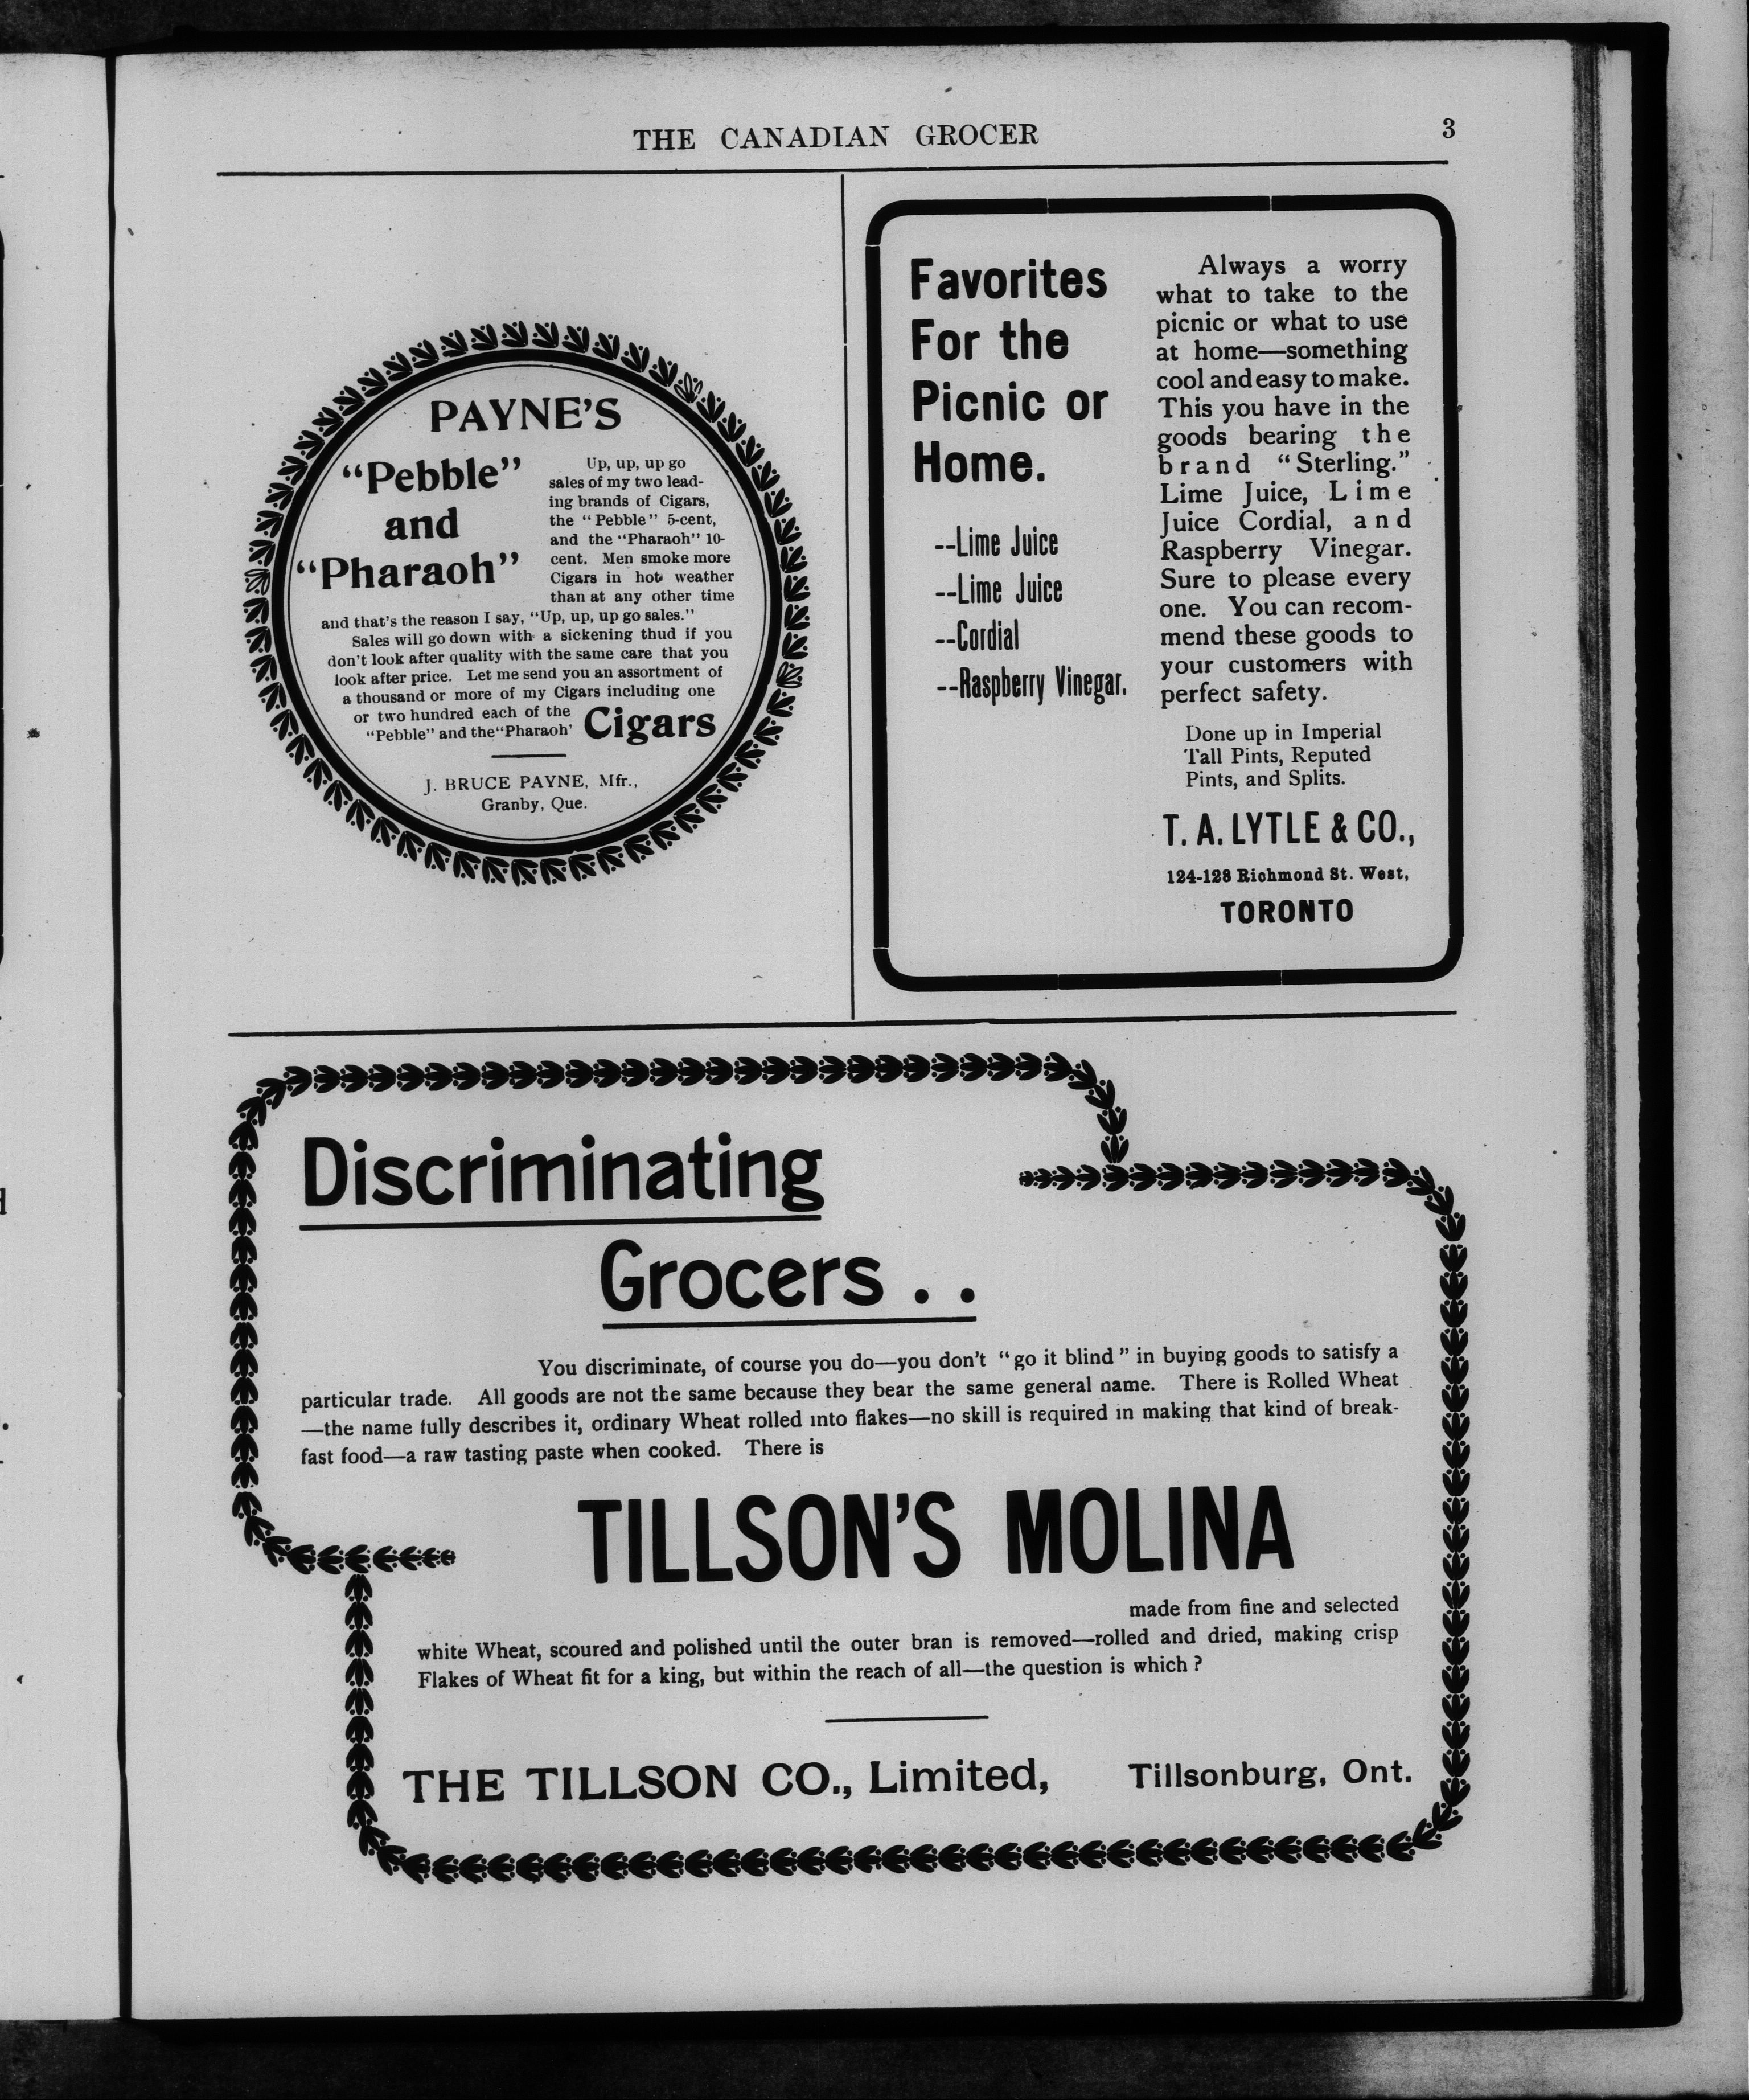 THE CANADIAN GROCER
3
PAYNE'S
"Pebble"
and
"Pharaoh"
Up, up, up go
sales of my two lead-
ing brands of Cigars,
the "Pebble" 5-cent,
and the "Pharaoh" 10-
cent. Men smoke more
Cigars in hot weather
than at any other time
and that's the reason I say, "Up, up, up go sales."
Sales will go down with a sickening thud if you
don't look after quality with the same care that you
look after price. Let me send you an assortment of
a thousand or more of my Cigars including one
or two hundred each of the
"Pebble" and the "Pharaoh'
Cigars
J. BRUCE PAYNE, Mfr.,
Granby, Que.
Favorites
For the
Picnic or
Home.
--Lime Juice
--Lime Juice
--Cordial
--Raspberry Vinegar.
Always a worry
what to take to the
picnic or what to use
at home—something
cool and easy to make.
This you have in the
goods bearing the
brand "Sterling."
Lime Juice, Lime
Juice Cordial, and
Raspberry Vinegar.
Sure to please every
one. You can recom-
mend these goods to
your customers with
perfect safety.
Done up in Imperial
Tall Pints, Reputed
Pints, and Splits.
T. A. LYTLE & CO.,
124-128 Richmond St. West,
TORONTO
Discriminating
Grocers . .
You discriminate, of course you do—you don't "go it blind" in buying goods to satisfy a
particular trade. All goods are not the same because they bear the same general name. There is Rolled Wheat
—the name fully describes it, ordinary Wheat rolled into flakes—no skill is required in making that kind of break-
fast food—a raw tasting paste when cooked. There is
TILLSON'S MOLINA
made from fine and selected
white Wheat, scoured and polished until the outer bran is removed—rolled and dried, making crisp
Flakes of Wheat fit for a king, but within the reach of all—the question is which ?
THE TILLSON CO., Limited, Tillsonburg, Ont.